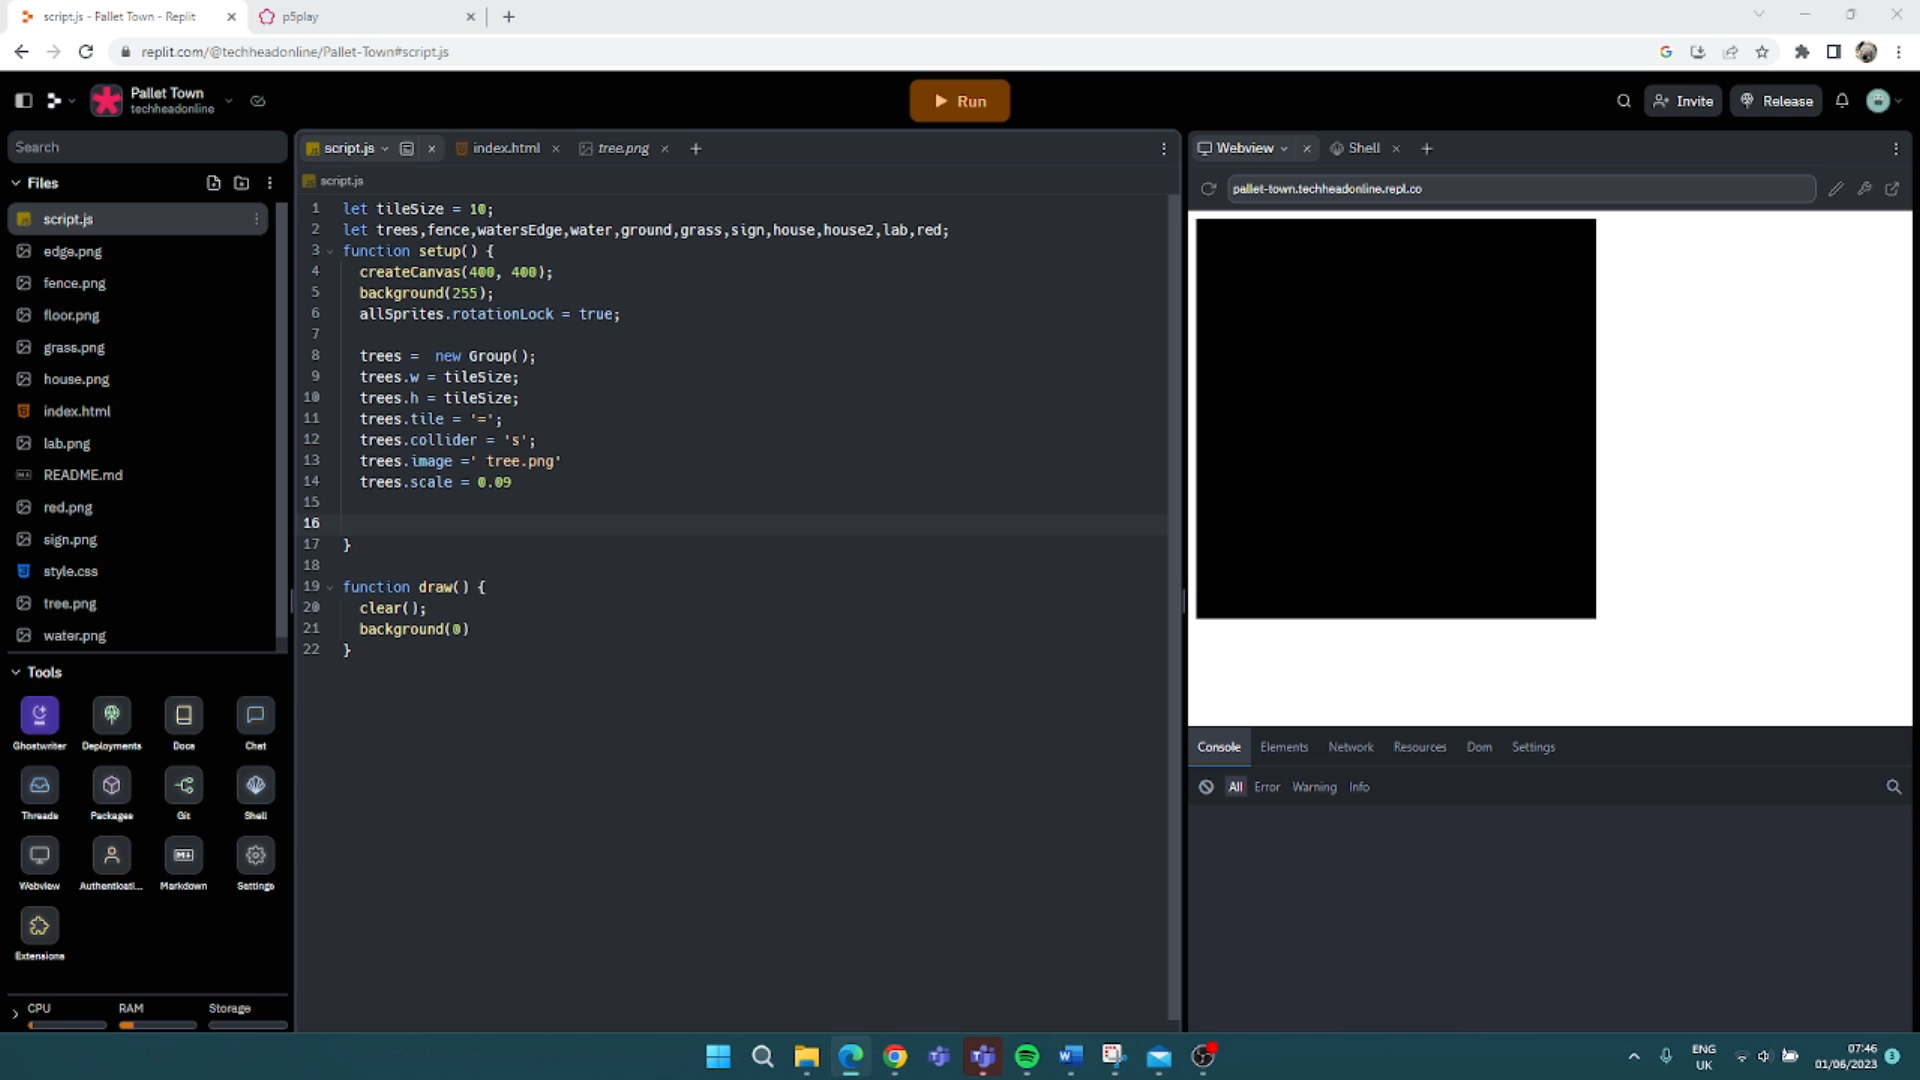 script.js - Pallet Town - Replit
p5play
replit.com/@techheadonline/Pallet-Town#script.js
Pallet Town
techheadonline
Run
Invite
Release
Search
Files
script.js
edge.png
fence.png
floor.png
grass.png
house.png
index.html
lab.png
README.md
red.png
sign.png
style.css
tree.png
water.png
Tools
Ghostwriter
Deployments
Docs
Chat
Threads
Packages
Git
Shell
Webview
Authenticati...
Markdown
Settings
Extensions
CPU
RAM
Storage
script.js
index.html
tree.png
script.js
1 let tileSize = 10;
2 let trees,fence,watersEdge,water,ground,grass,sign,house,house2,lab,red;
3 function setup() {
4 createCanvas(400, 400);
5 background(255);
6 allSprites.rotationLock = true;
7
8 trees =  new Group();
9 trees.w = tileSize;
10 trees.h = tileSize;
11 trees.tile = '=';
12 trees.collider = 's';
13 trees.image =' tree.png'
14 trees.scale = 0.09
15
16
17 }
18
19 function draw() {
20 clear();
21 background(0)
22 }
Webview
Shell
pallet-town.techheadonline.repl.co
Console
Elements
Network
Resources
Dom
Settings
All
Error
Warning
Info
ENG
UK
07:46
01/06/2023
3